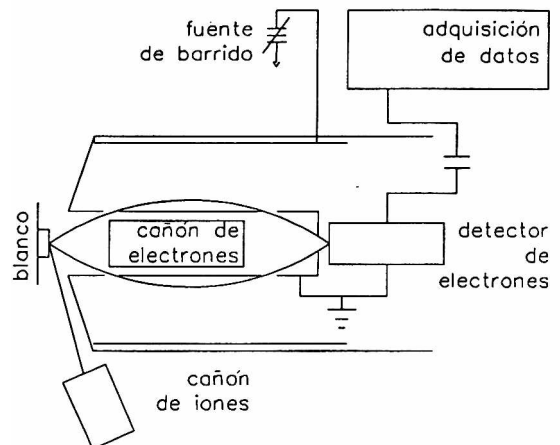 fuente
de barrido
adquisición
de datos
blanco
cañón de
electrones
detector
de
electrones
cañón
de iones